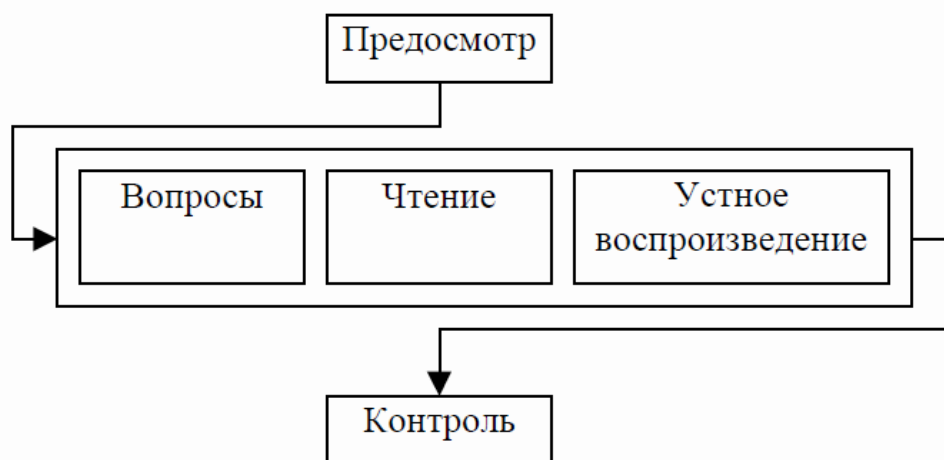 Предосмотр
Вопросы
Чтение
Устное
воспроизведение
Контроль